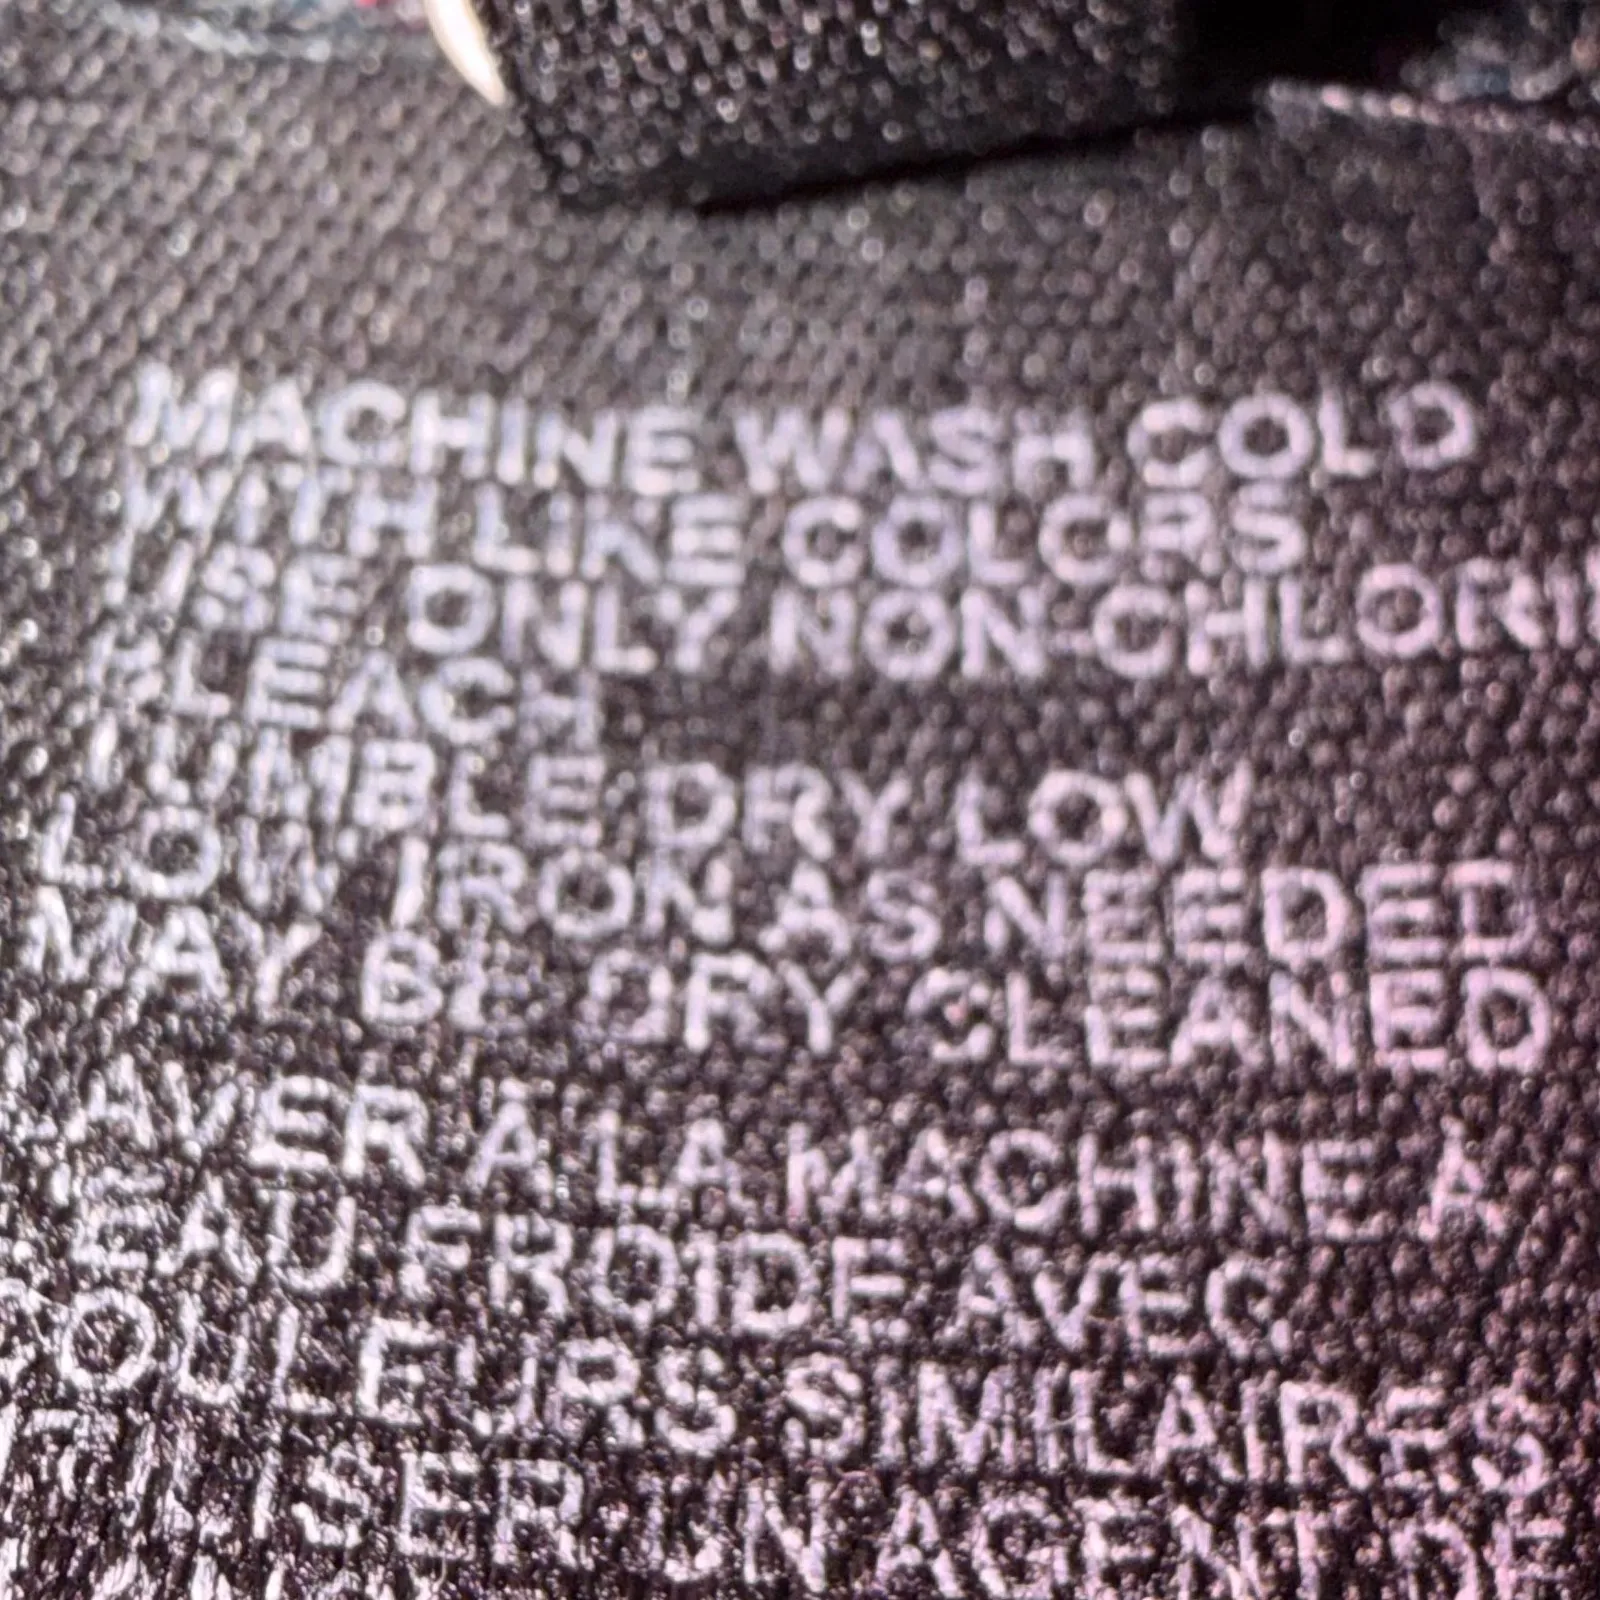 MACHINE WASH COLD
WITH LIKE COLORS
USE ONLY NON-CHLORI
BLEACH
TUMBLE DRY LOW
LOW IRON AS NEEDED
MAY BE DRY CLEANED
LAVER À LA MACHINE À
L'EAU FROIDE AVEC
COULEURS SIMILAIRES
UTILISER UN AGENT DE